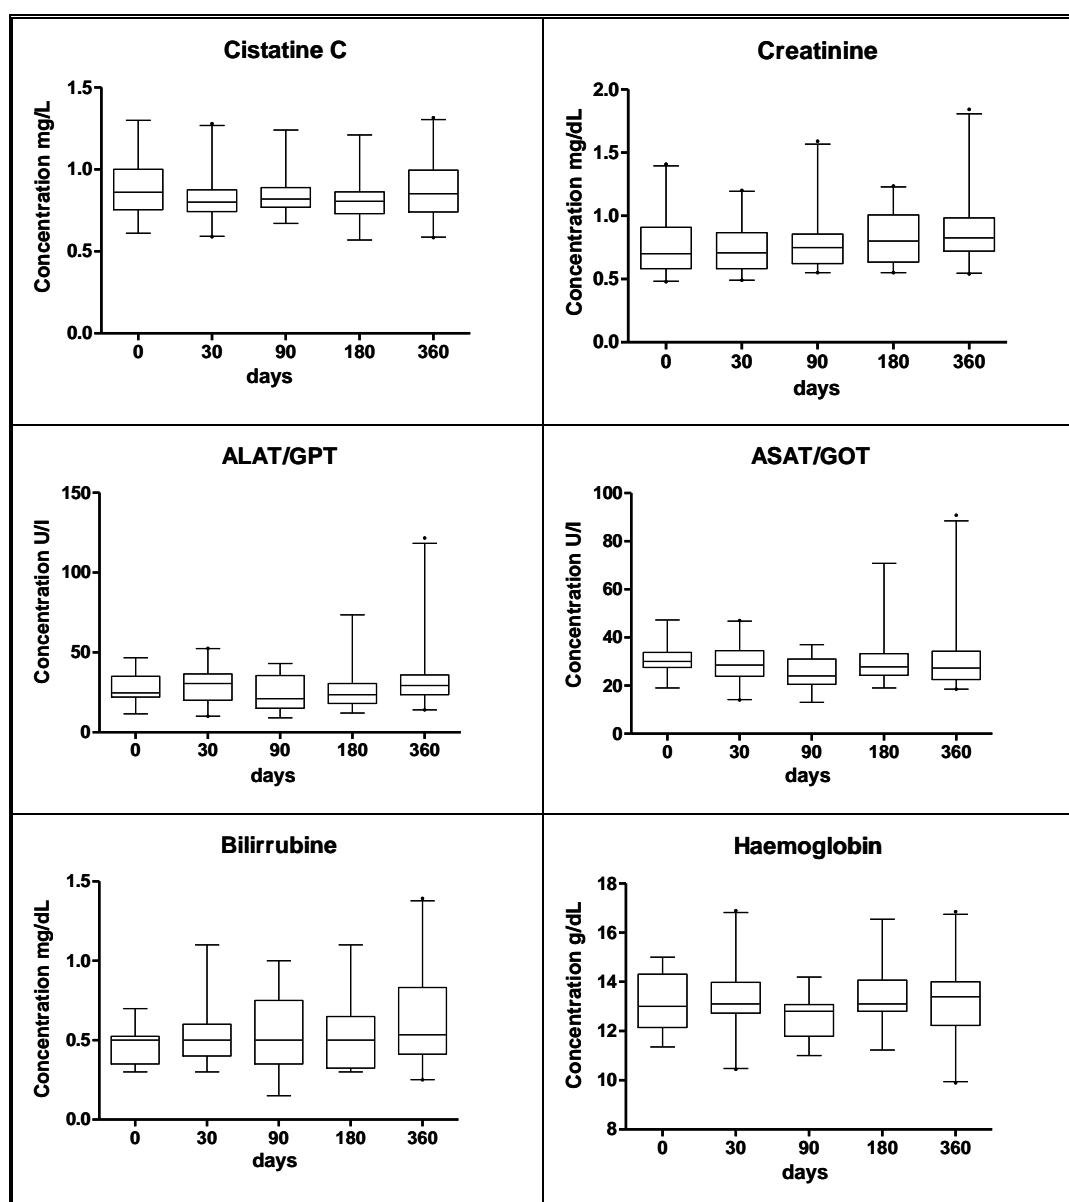 Cistatine C
Concentration mg/L
1.5
1.0
0.5
0.0
0 30 90 180 360
days
Creatinine
Concentration mg/dL
2.0
1.5
1.0
0.5
0.0
0 30 90 180 360
days
ALAT/GPT
Concentration U/l
150
100
50
0
0 30 90 180 360
days
ASAT/GOT
Concentration U/l
100
80
60
40
20
0
0 30 90 180 360
days
Bilirrubine
Concentration mg/dL
1.5
1.0
0.5
0.0
0 30 90 180 360
days
Haemoglobin
Concentration g/dL
18
16
14
12
10
8
0 30 90 180 360
days